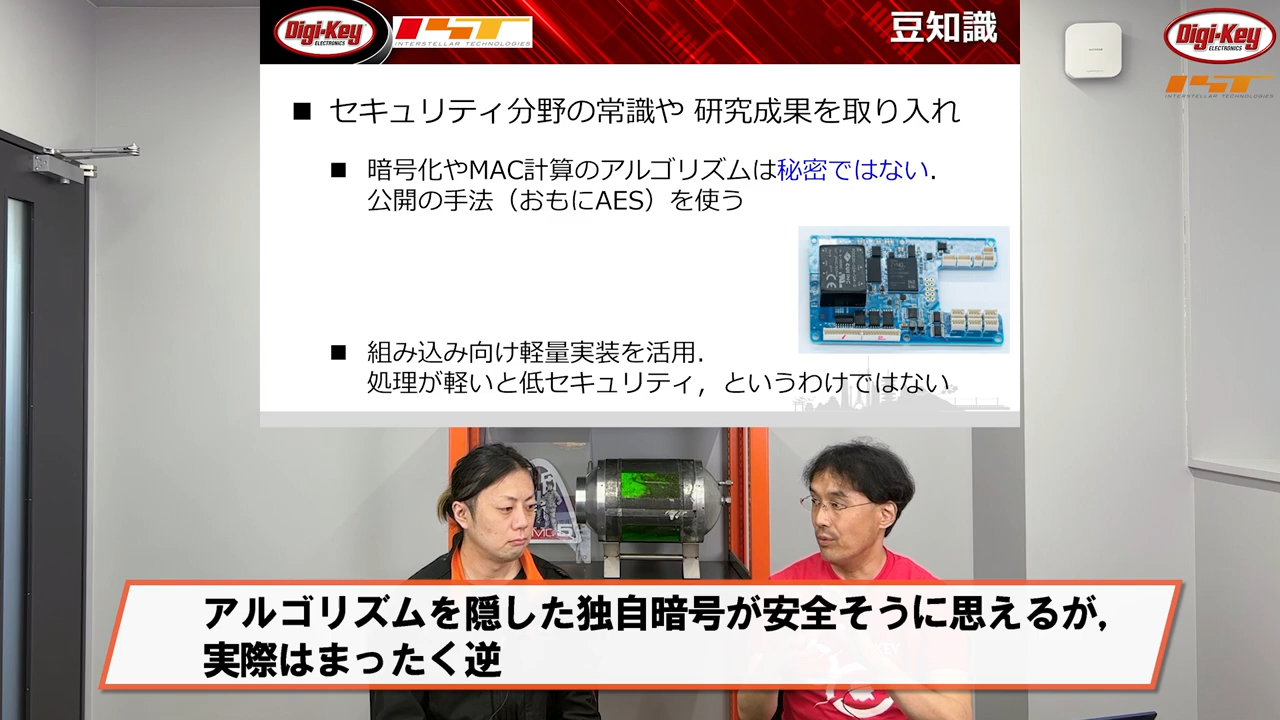 Digi-Key
ELECTRONICS
IST
INTERSTELLAR TECHNOLOGIES
豆知識
Digi-Key
ELECTRONICS
IST
INTERSTELLAR TECHNOLOGIES
■ セキュリティ分野の常識や 研究成果を取り入れ
■ 暗号化やMAC計算のアルゴリズムは秘密ではない.
公開の手法（おもにAES）を使う
■ 組み込み向け軽量実装を活用.
処理が軽いと低セキュリティ，というわけではない
アルゴリズムを隠した独自暗号が安全そうに思えるが,
実際はまったく逆